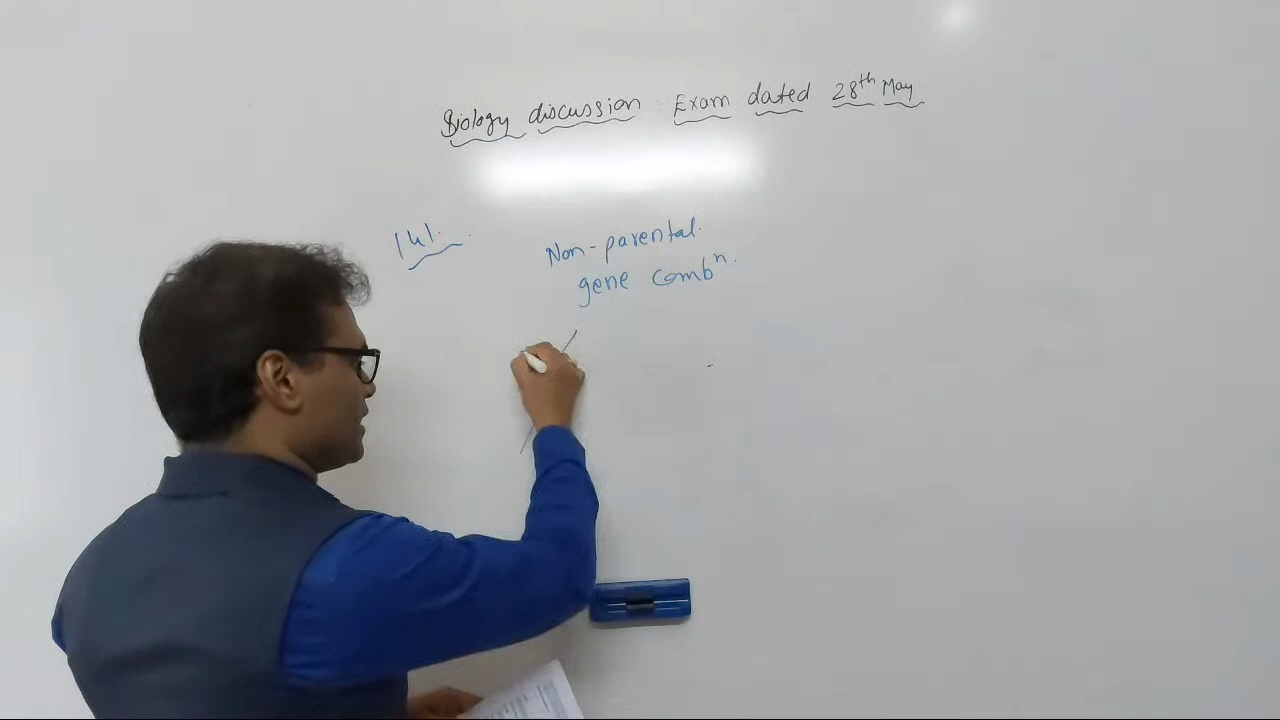 Biology discussion : Exam dated 28th May
141.
Non-parental.
gene combn.